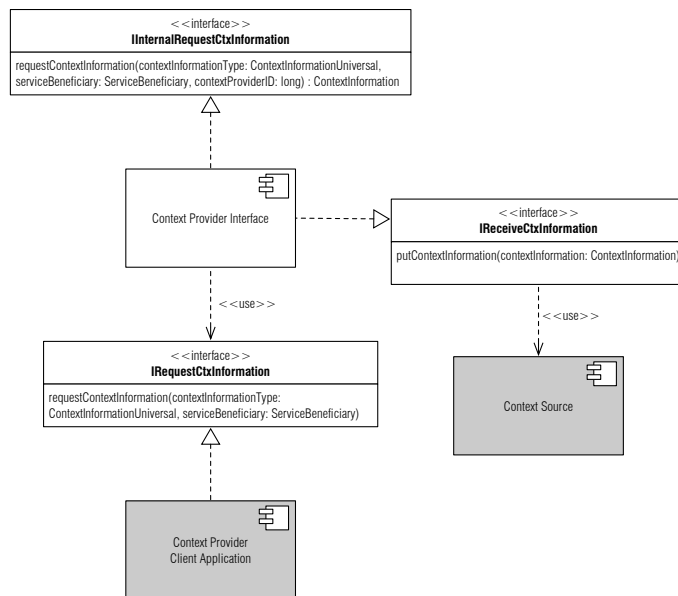 <<interface>>
IInternalRequestCtxInformation
requestContextInformation(contextInformationType: ContextInformationUniversal,
serviceBeneficiary: ServiceBeneficiary, contextProviderID: long) : ContextInformation
Context Provider Interface
<<interface>>
IReceiveCtxInformation
putContextInformation(contextInformation: ContextInformation)
<<use>>
<<use>>
<<interface>>
IRequestCtxInformation
requestContextInformation(contextInformationType:
ContextInformationUniversal, serviceBeneficiary: ServiceBeneficiary)
Context Source
Context Provider
Client Application